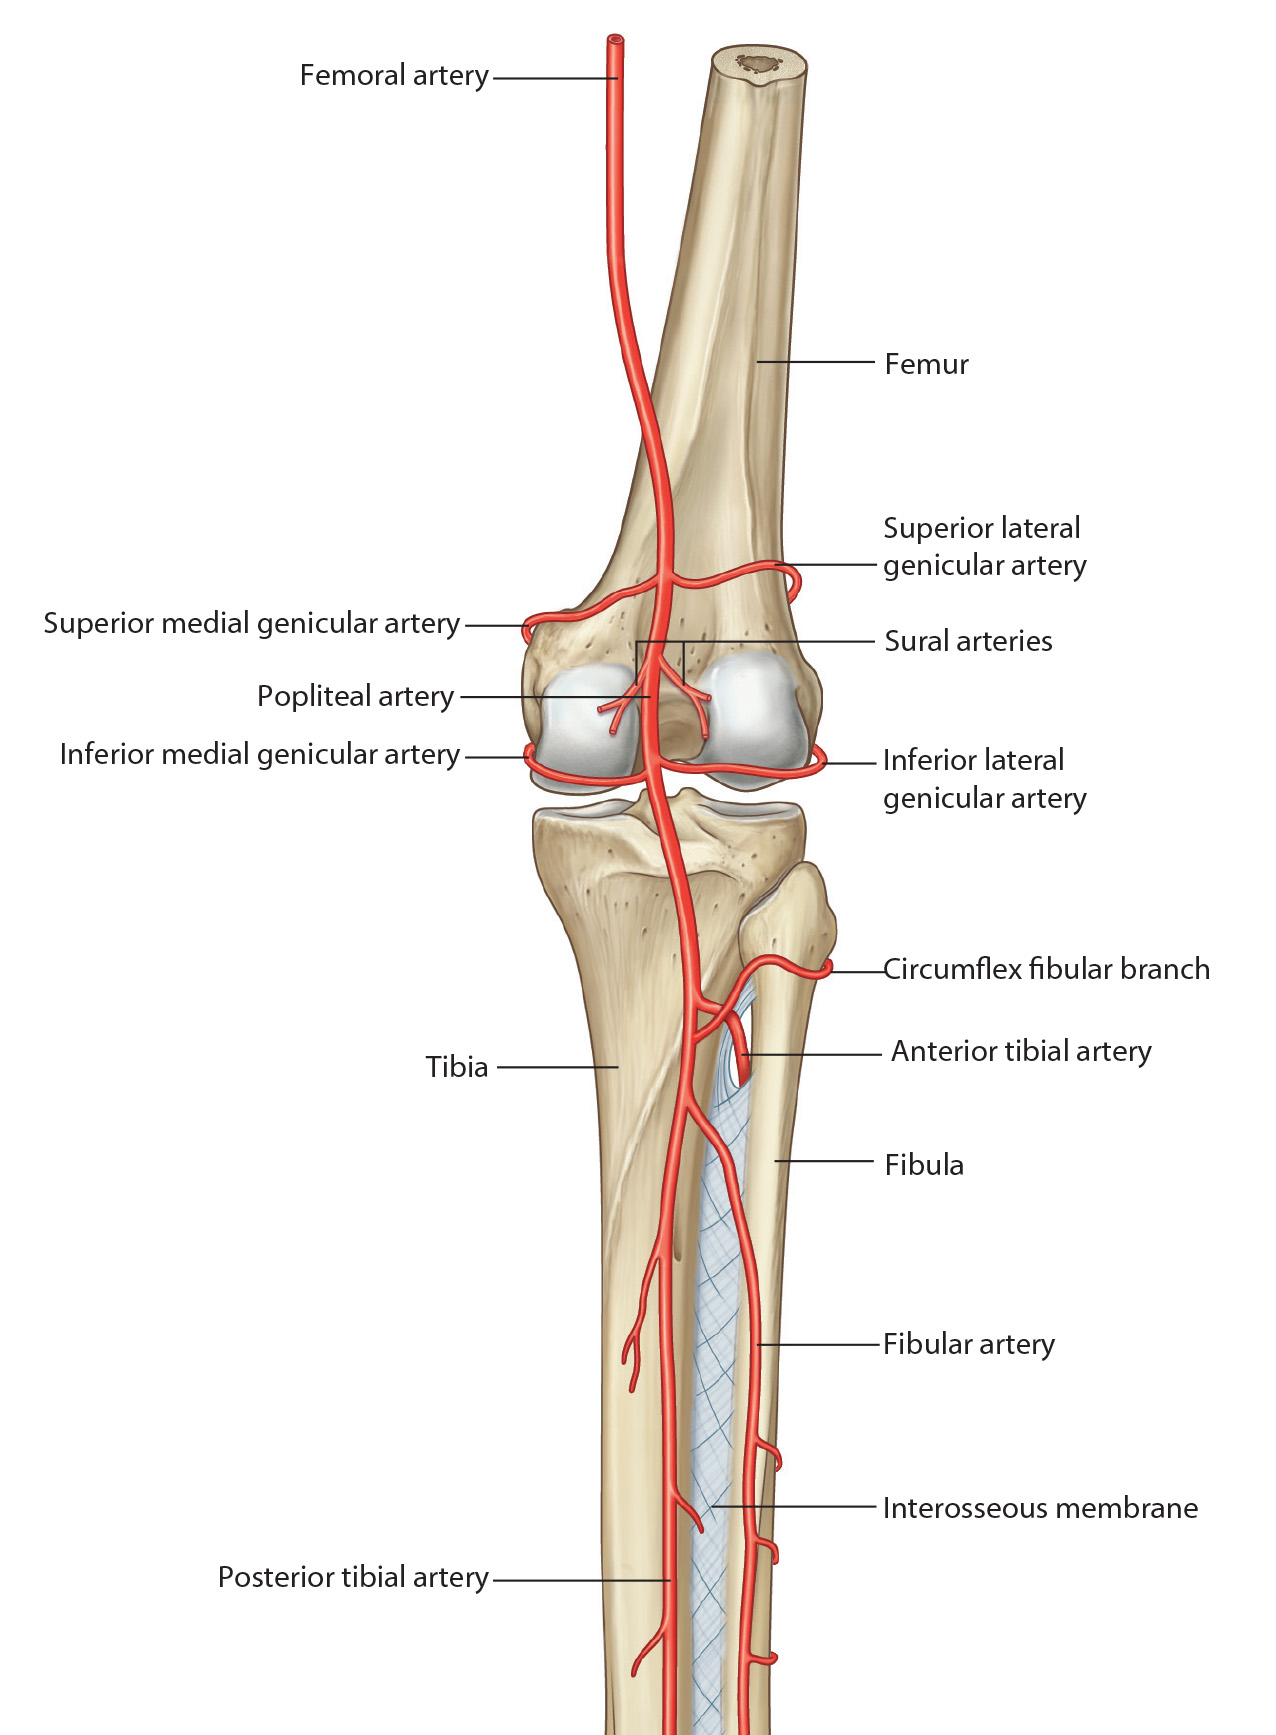 Femoral artery
Femur
Superior lateral
genicular artery
Superior medial genicular artery
Sural arteries
Popliteal artery
Inferior medial genicular artery
Inferior lateral
genicular artery
Circumflex fibular branch
Anterior tibial artery
Tibia
Fibula
Fibular artery
Interosseous membrane
Posterior tibial artery